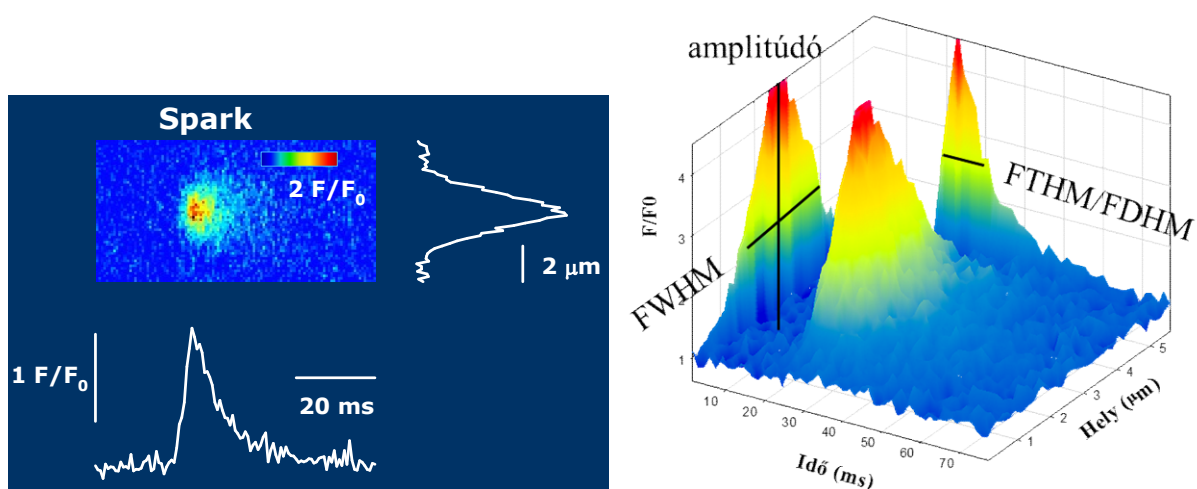 Spark
2 F/F₀
2 μm
1 F/F₀
20 ms
amplitúdó
FWHM
FTHM/FDHM
F/F0
4
3
2
1
10
20
30
40
50
60
70
Idő (ms)
1
2
3
4
5
Hely (μm)